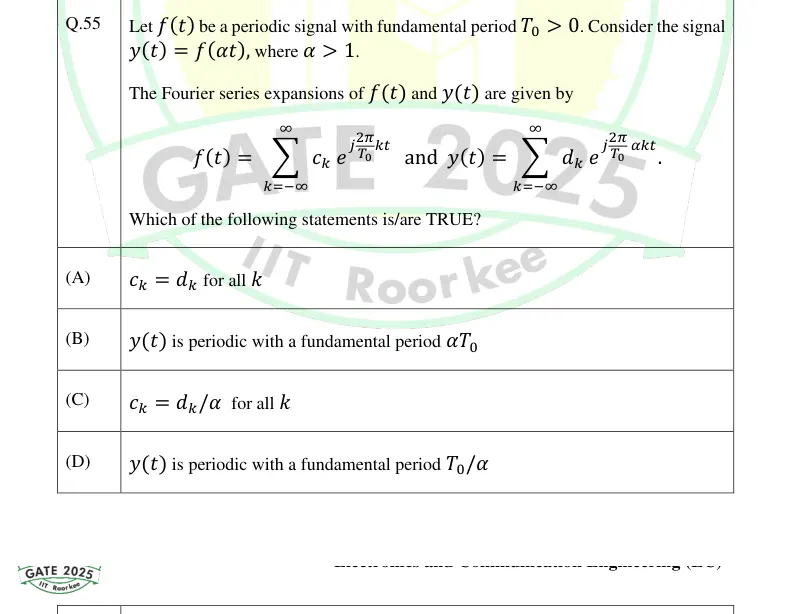 Q.55
Let f(t) be a periodic signal with fundamental period T₀ > 0. Consider the signal
y(t) = f(αt), where α > 1.
The Fourier series expansions of f(t) and y(t) are given by
f(t) = ∑_{k=−∞}^{∞} c_k e^{j(2π/T₀)kt} and y(t) = ∑_{k=−∞}^{∞} d_k e^{j(2π/T₀)αkt}.
Which of the following statements is/are TRUE?
(A) c_k = d_k for all k
(B) y(t) is periodic with a fundamental period αT₀
(C) c_k = d_k/α for all k
(D) y(t) is periodic with a fundamental period T₀/α
GATE 2025
IIT Roorkee
GATE 2025
IIT Roorkee